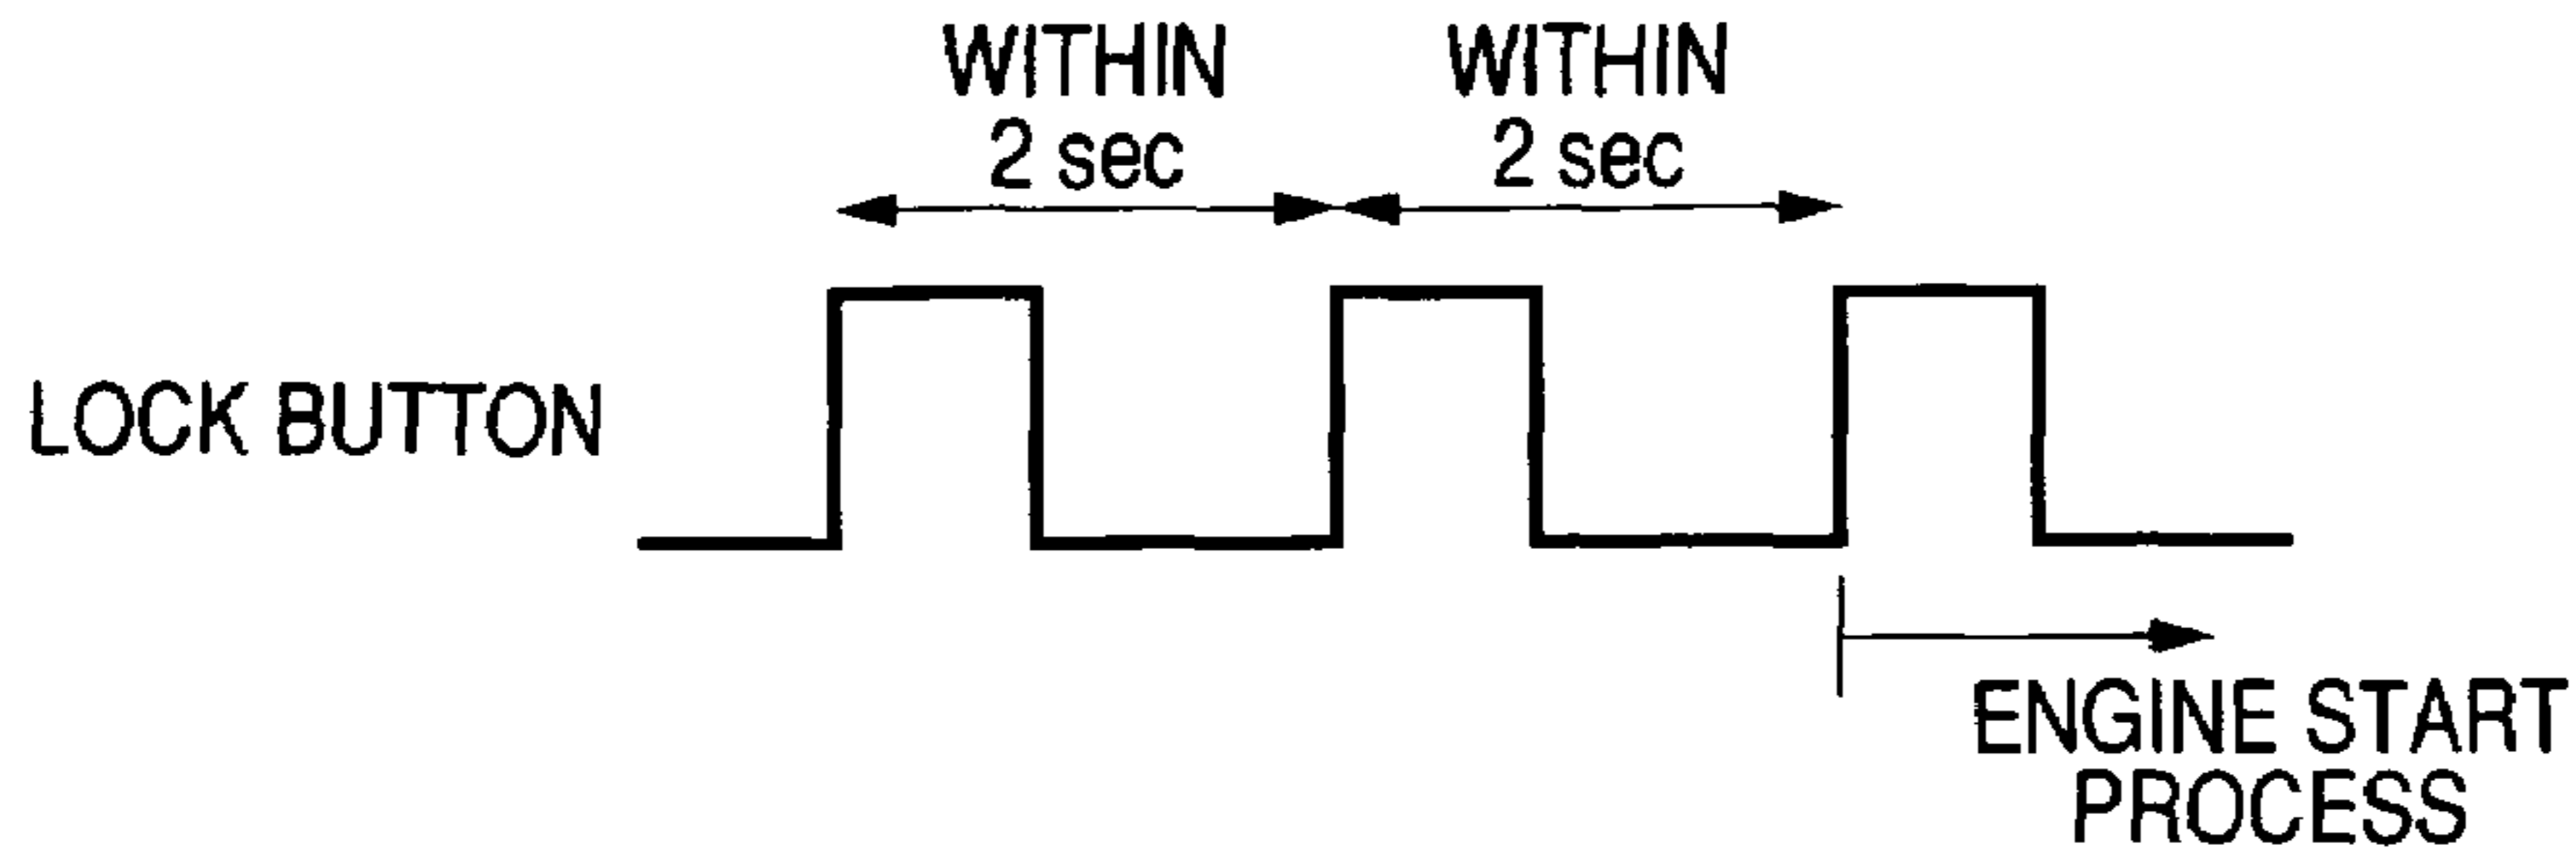 WITHIN
2 sec
WITHIN
2 sec
LOCK BUTTON
ENGINE START
PROCESS